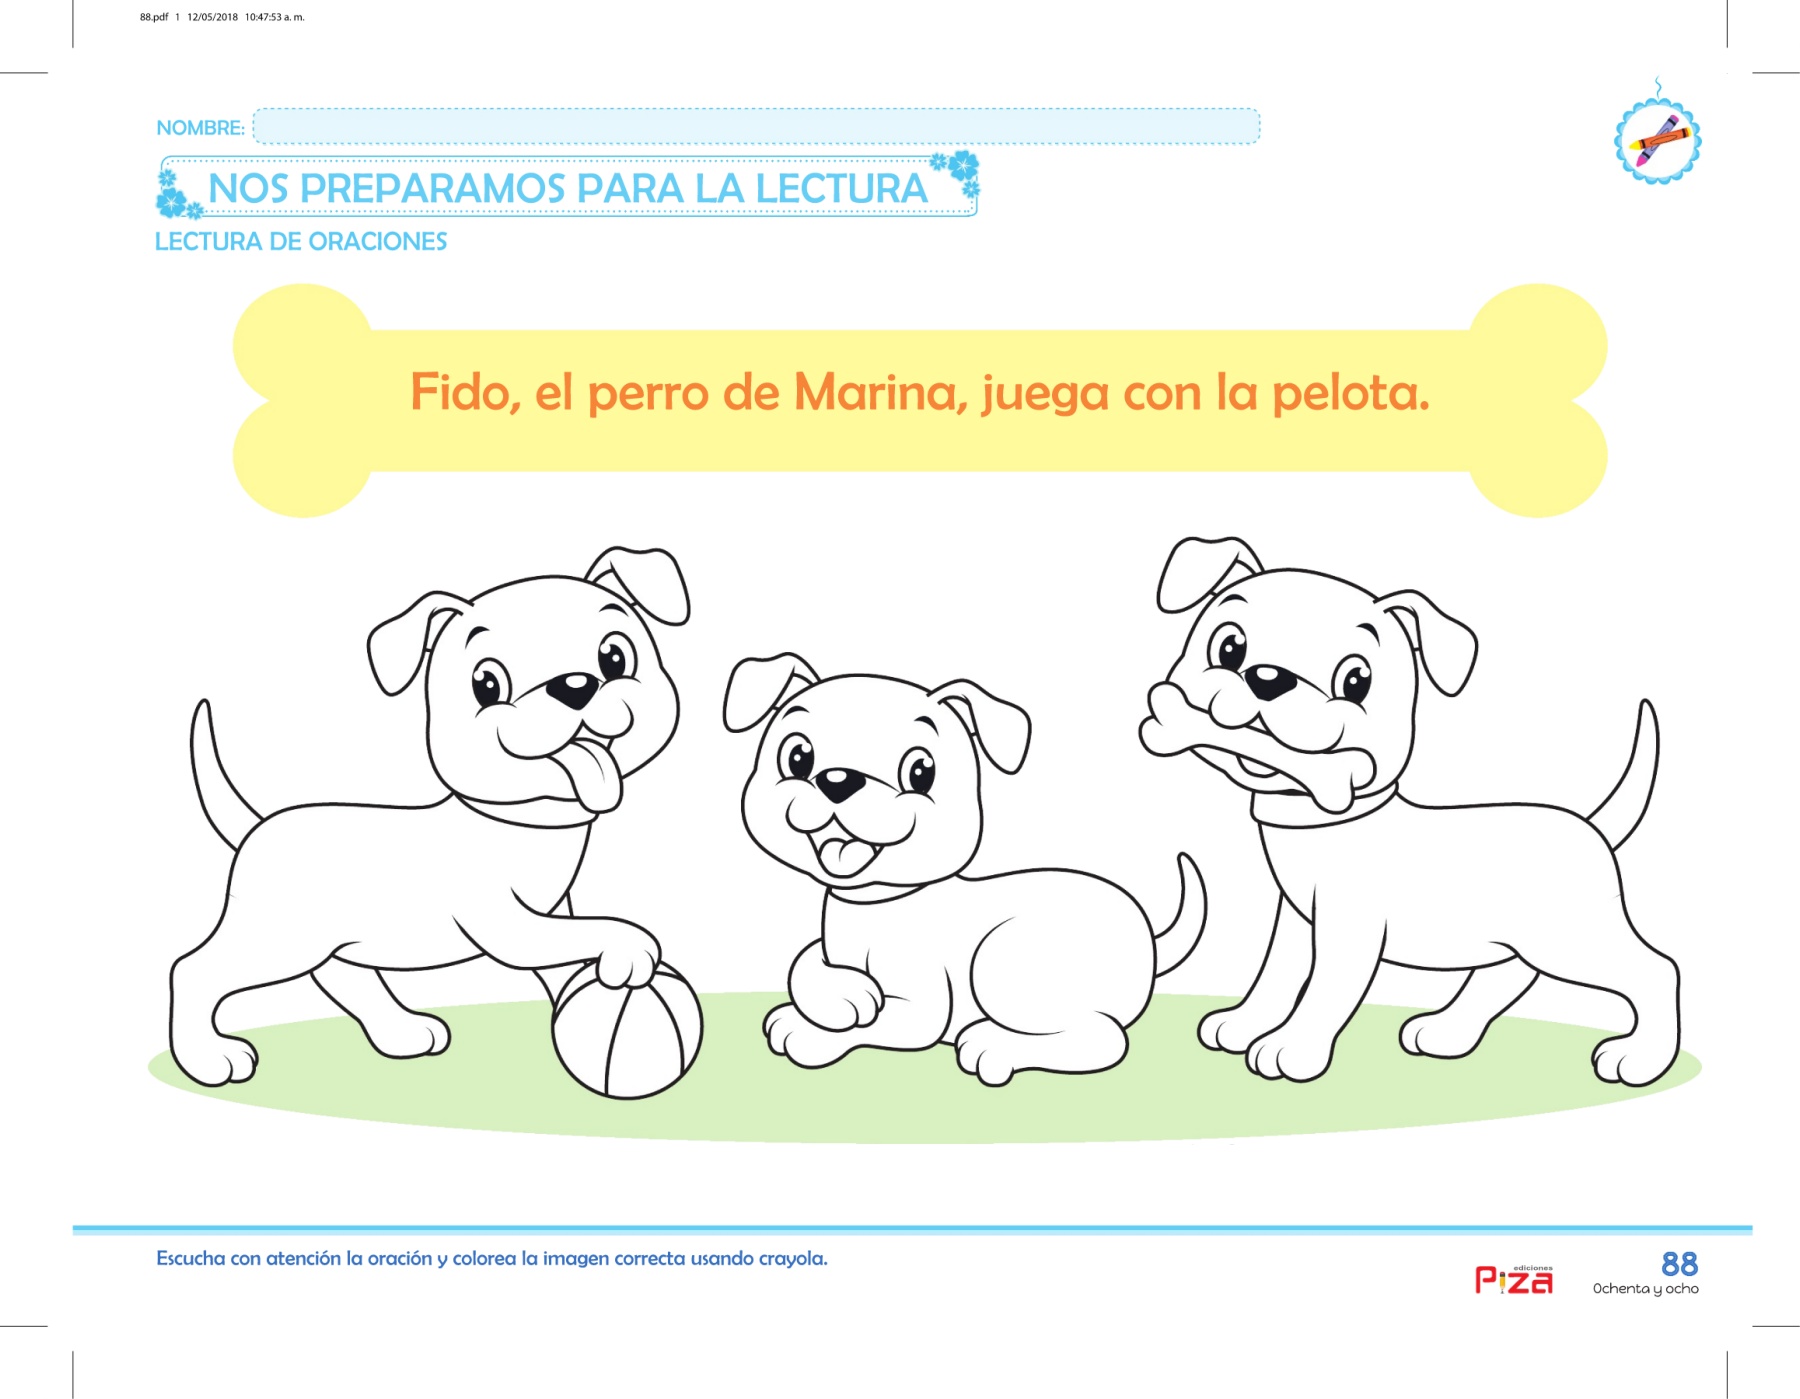 88.pdf 1 12/05/2018 10:47:53 a. m.
NOMBRE:
NOS PREPARAMOS PARA LA LECTURA
LECTURA DE ORACIONES
Fido, el perro de Marina, juega con la pelota.
Escucha con atención la oración y colorea la imagen correcta usando crayola.
ediciones
Piza
88
Ochenta y ocho